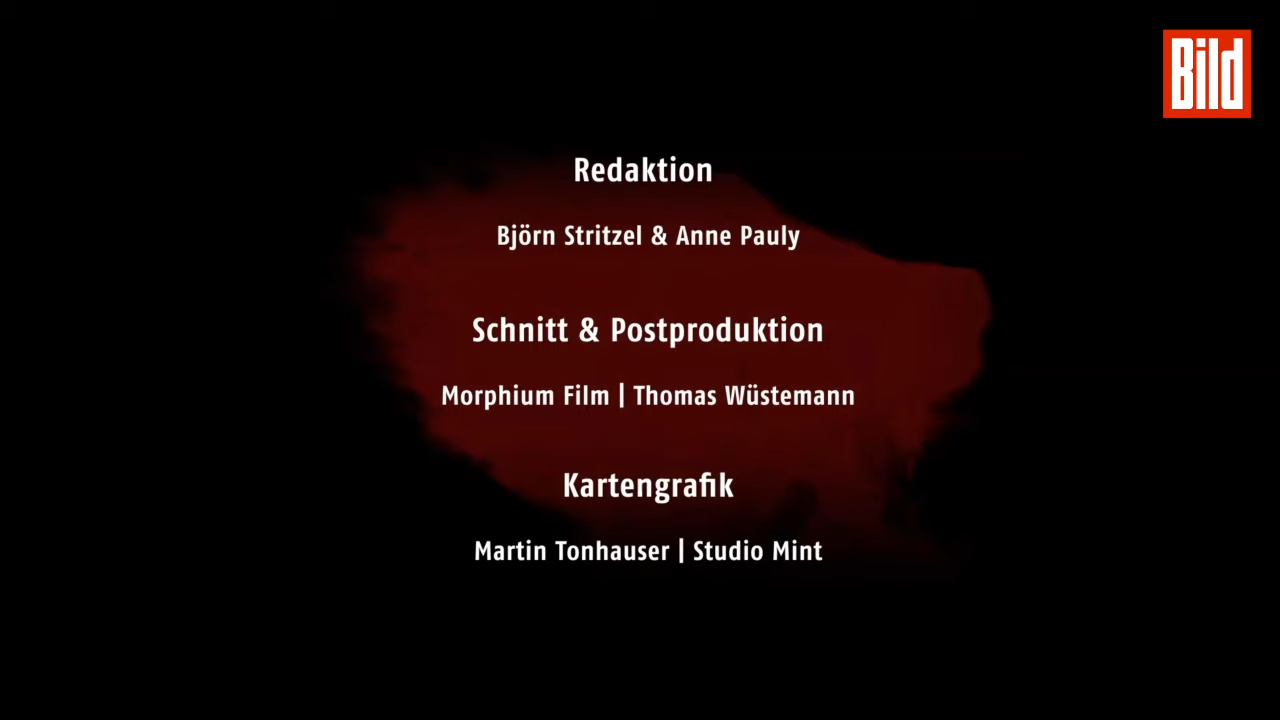 Bild
Redaktion
Björn Stritzel & Anne Pauly
Schnitt & Postproduktion
Morphium Film | Thomas Wüstemann
Kartengrafik
Martin Tonhauser | Studio Mint